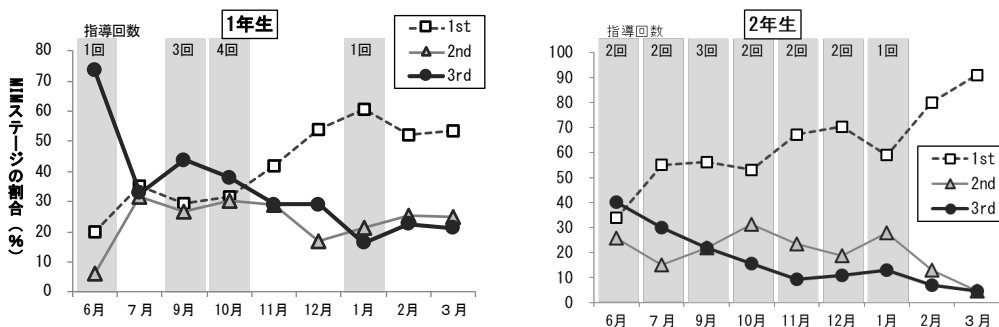 1年生
指導回数
1回 3回 4回 1回
1st
2nd
3rd
MIMステージの割合（%）
80
70
60
50
40
30
20
10
0
6月 7月 9月 10月 11月 12月 1月 2月 3月
2年生
指導回数
2回 2回 3回 2回 2回 2回 1回
1st
2nd
3rd
100
90
80
70
60
50
40
30
20
10
0
6月 7月 9月 10月 11月 12月 1月 2月 3月